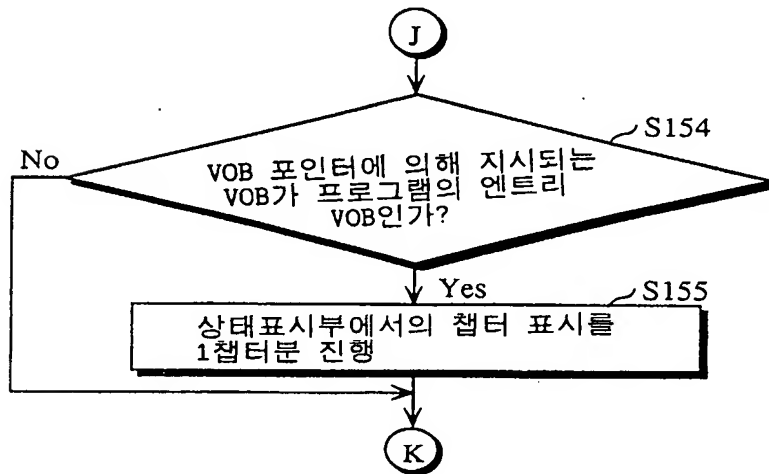 J
S154
No
VOB 포인터에 의해 지시되는
VOB가 프로그램의 엔트리
VOB인가?
Yes
S155
상태표시부에서의 챕터 표시를
1챕터분 진행
K